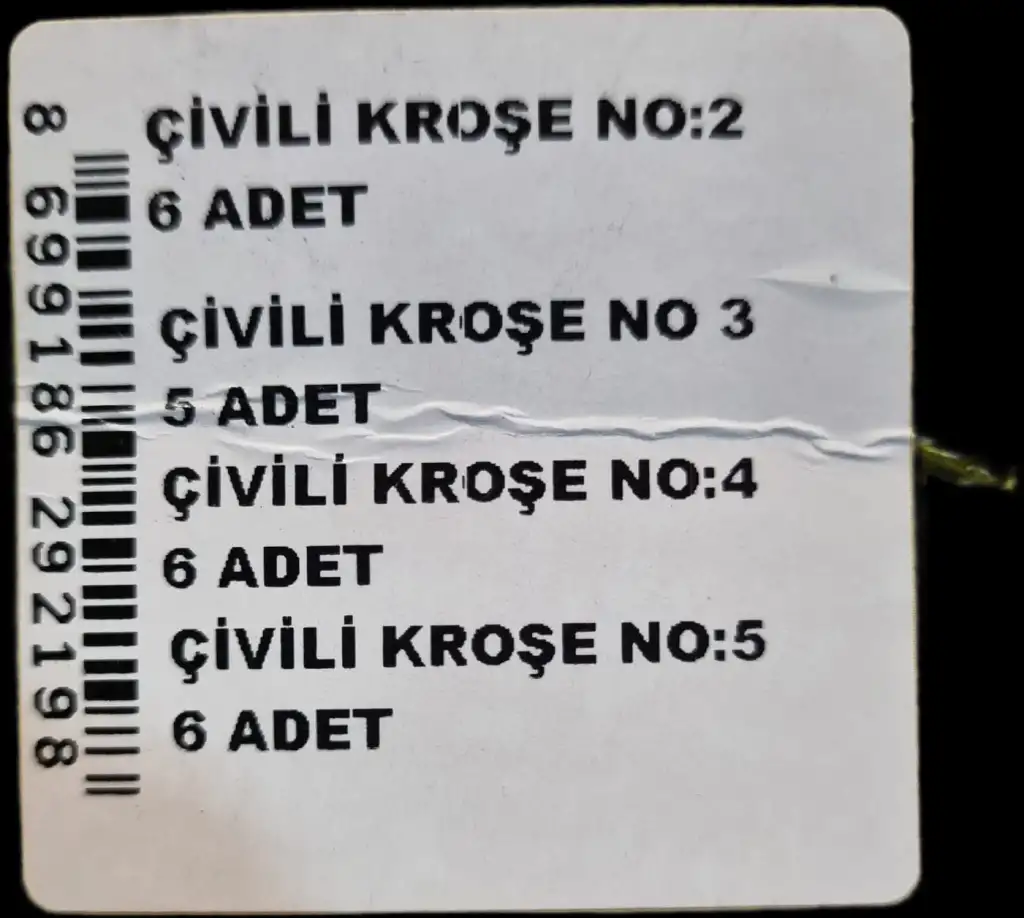 ÇİVİLİ KROŞE NO:2
6 ADET
ÇİVİLİ KROŞE NO 3
5 ADET
ÇİVİLİ KROŞE NO:4
6 ADET
ÇİVİLİ KROŞE NO:5
6 ADET
8 699186 292198